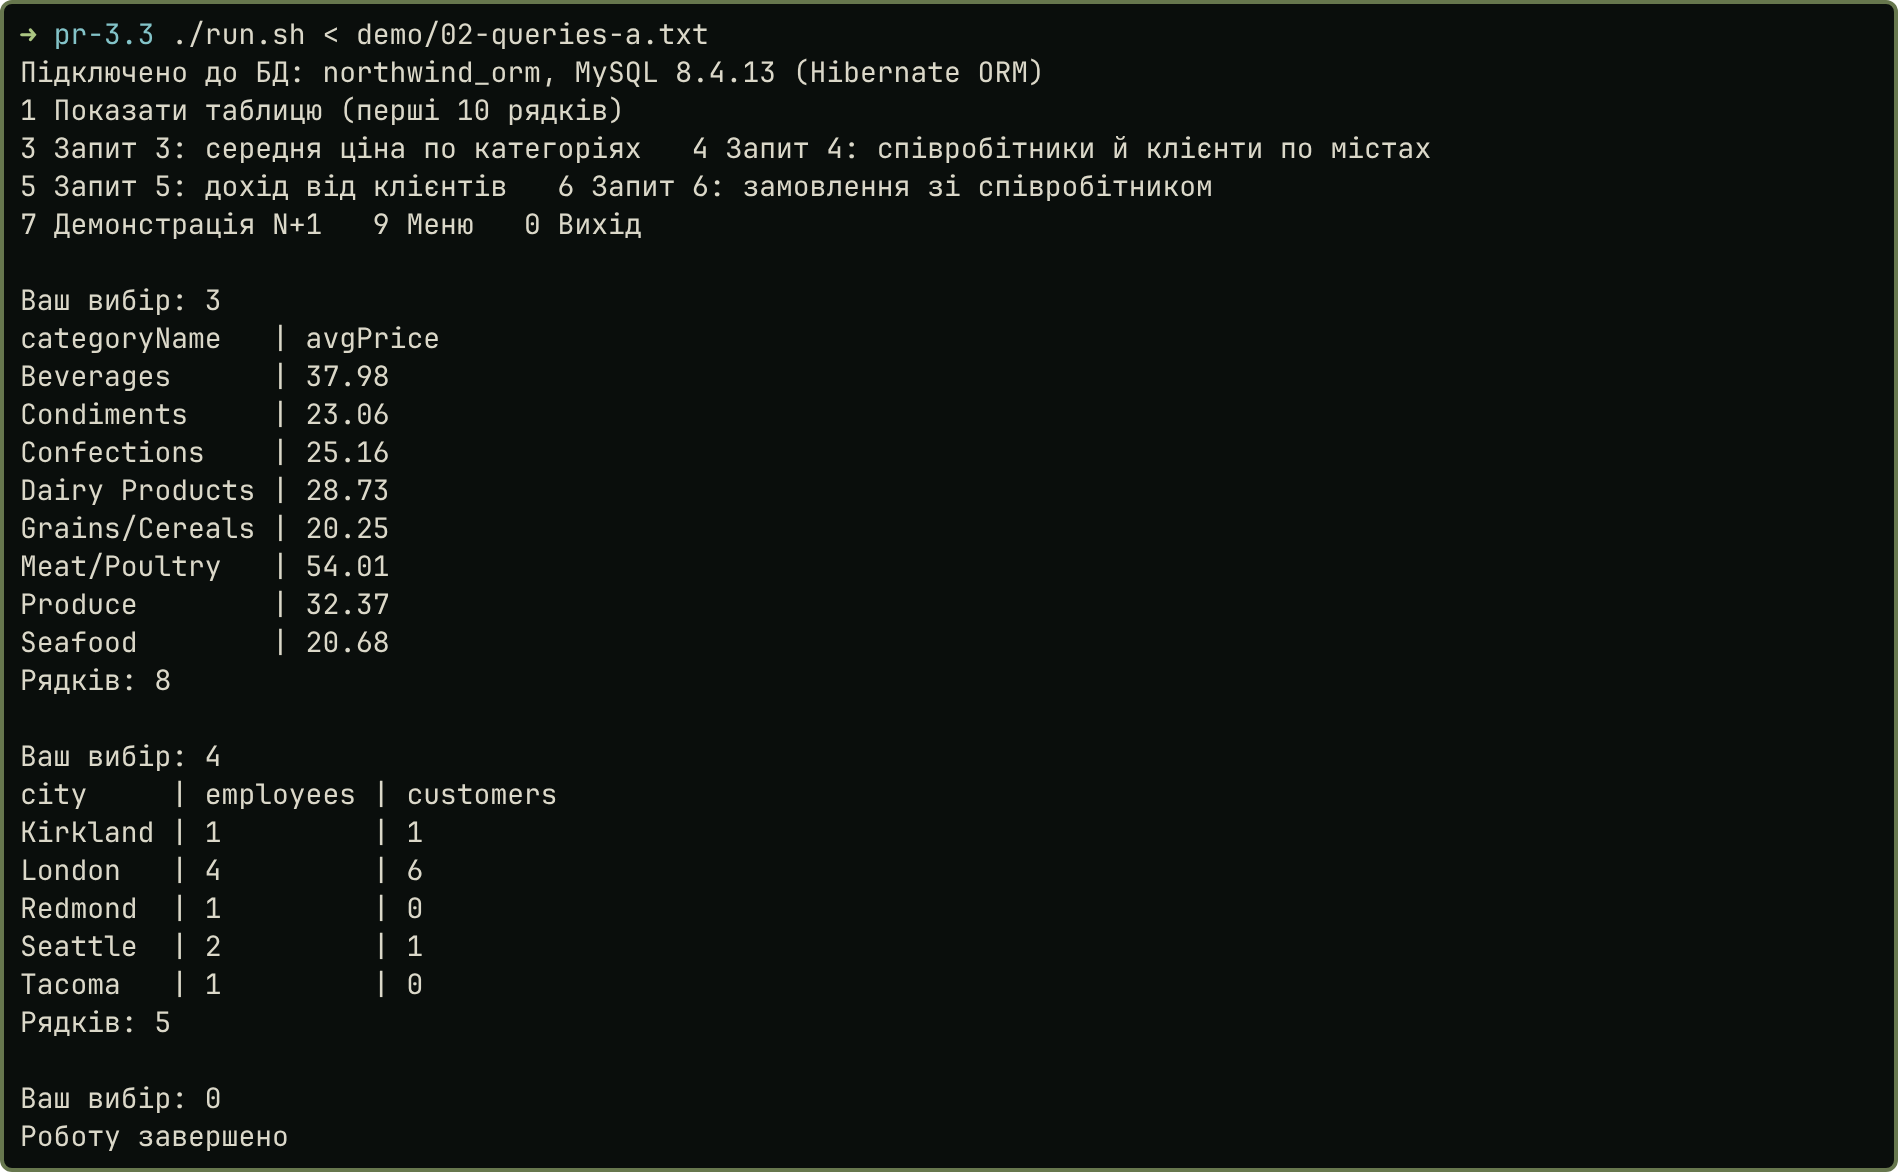 → pr-3.3 ./run.sh < demo/02-queries-a.txt
Підключено до БД: northwind_orm, MySQL 8.4.13 (Hibernate ORM)
1 Показати таблицю (перші 10 рядків)
3 Запит 3: середня ціна по категоріях   4 Запит 4: співробітники й клієнти по містах
5 Запит 5: дохід від клієнтів   6 Запит 6: замовлення зі співробітником
7 Демонстрація N+1   9 Меню   0 Вихід

Ваш вибір: 3
categoryName   | avgPrice
Beverages      | 37.98
Condiments     | 23.06
Confections    | 25.16
Dairy Products | 28.73
Grains/Cereals | 20.25
Meat/Poultry   | 54.01
Produce        | 32.37
Seafood        | 20.68
Рядків: 8

Ваш вибір: 4
city     | employees | customers
Kirkland | 1         | 1
London   | 4         | 6
Redmond  | 1         | 0
Seattle  | 2         | 1
Tacoma   | 1         | 0
Рядків: 5

Ваш вибір: 0
Роботу завершено